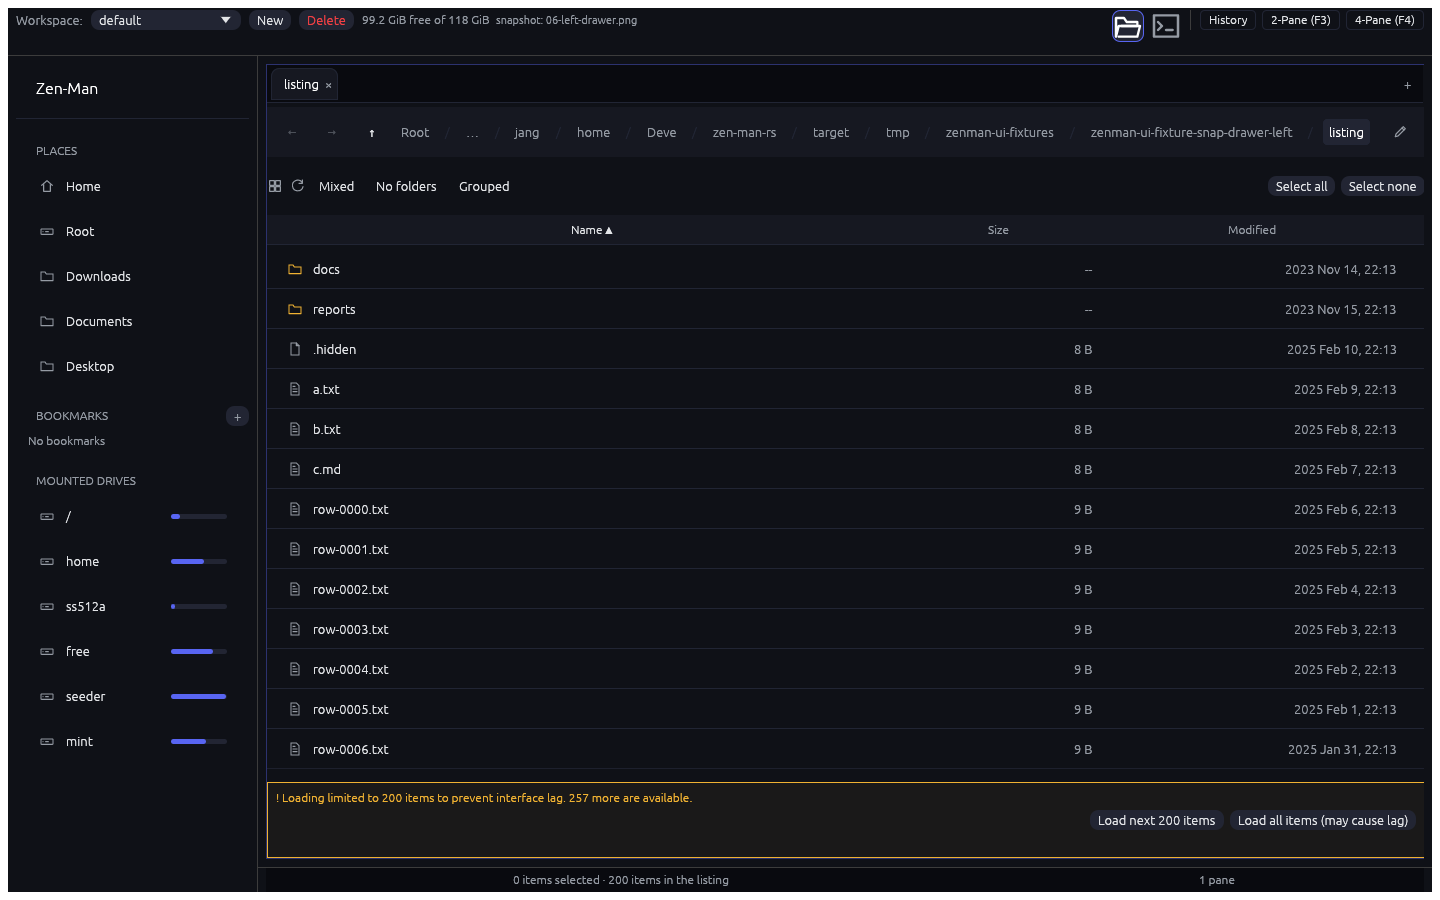 Workspace: default New Delete 99.2 GiB free of 118 GiB snapshot: 06-left-drawer.png History 2-Pane (F3) 4-Pane (F4)
Zen-Man
PLACES
Home
Root
Downloads
Documents
Desktop
BOOKMARKS +
No bookmarks
MOUNTED DRIVES
/
home
ss512a
free
seeder
mint
listing × +
← → ↑ Root / … / jang / home / Deve / zen-man-rs / target / tmp / zenman-ui-fixtures / zenman-ui-fixture-snap-drawer-left / listing
Mixed No folders Grouped Select all Select none
Name ▲ Size Modified
docs -- 2023 Nov 14, 22:13
reports -- 2023 Nov 15, 22:13
.hidden 8 B 2025 Feb 10, 22:13
a.txt 8 B 2025 Feb 9, 22:13
b.txt 8 B 2025 Feb 8, 22:13
c.md 8 B 2025 Feb 7, 22:13
row-0000.txt 9 B 2025 Feb 6, 22:13
row-0001.txt 9 B 2025 Feb 5, 22:13
row-0002.txt 9 B 2025 Feb 4, 22:13
row-0003.txt 9 B 2025 Feb 3, 22:13
row-0004.txt 9 B 2025 Feb 2, 22:13
row-0005.txt 9 B 2025 Feb 1, 22:13
row-0006.txt 9 B 2025 Jan 31, 22:13
! Loading limited to 200 items to prevent interface lag. 257 more are available.
Load next 200 items Load all items (may cause lag)
0 items selected · 200 items in the listing 1 pane